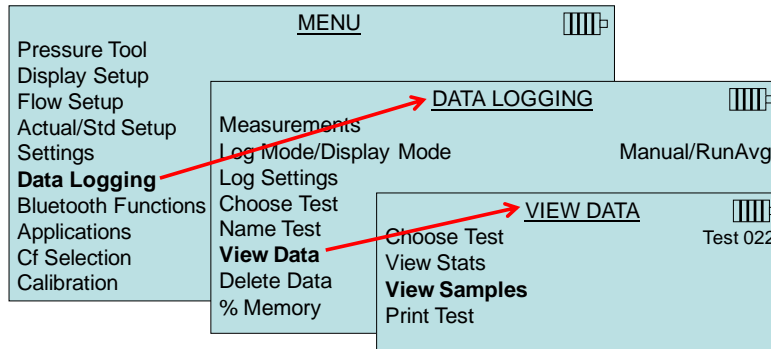 MENU
Pressure Tool
Display Setup
Flow Setup
Actual/Std Setup
Settings
Data Logging
Bluetooth Functions
Applications
Cf Selection
Calibration
DATA LOGGING
Measurements
Log Mode/Display Mode Manual/RunAvg
Log Settings
Choose Test
Name Test
View Data
Delete Data
% Memory
VIEW DATA
Choose Test Test 022
View Stats
View Samples
Print Test